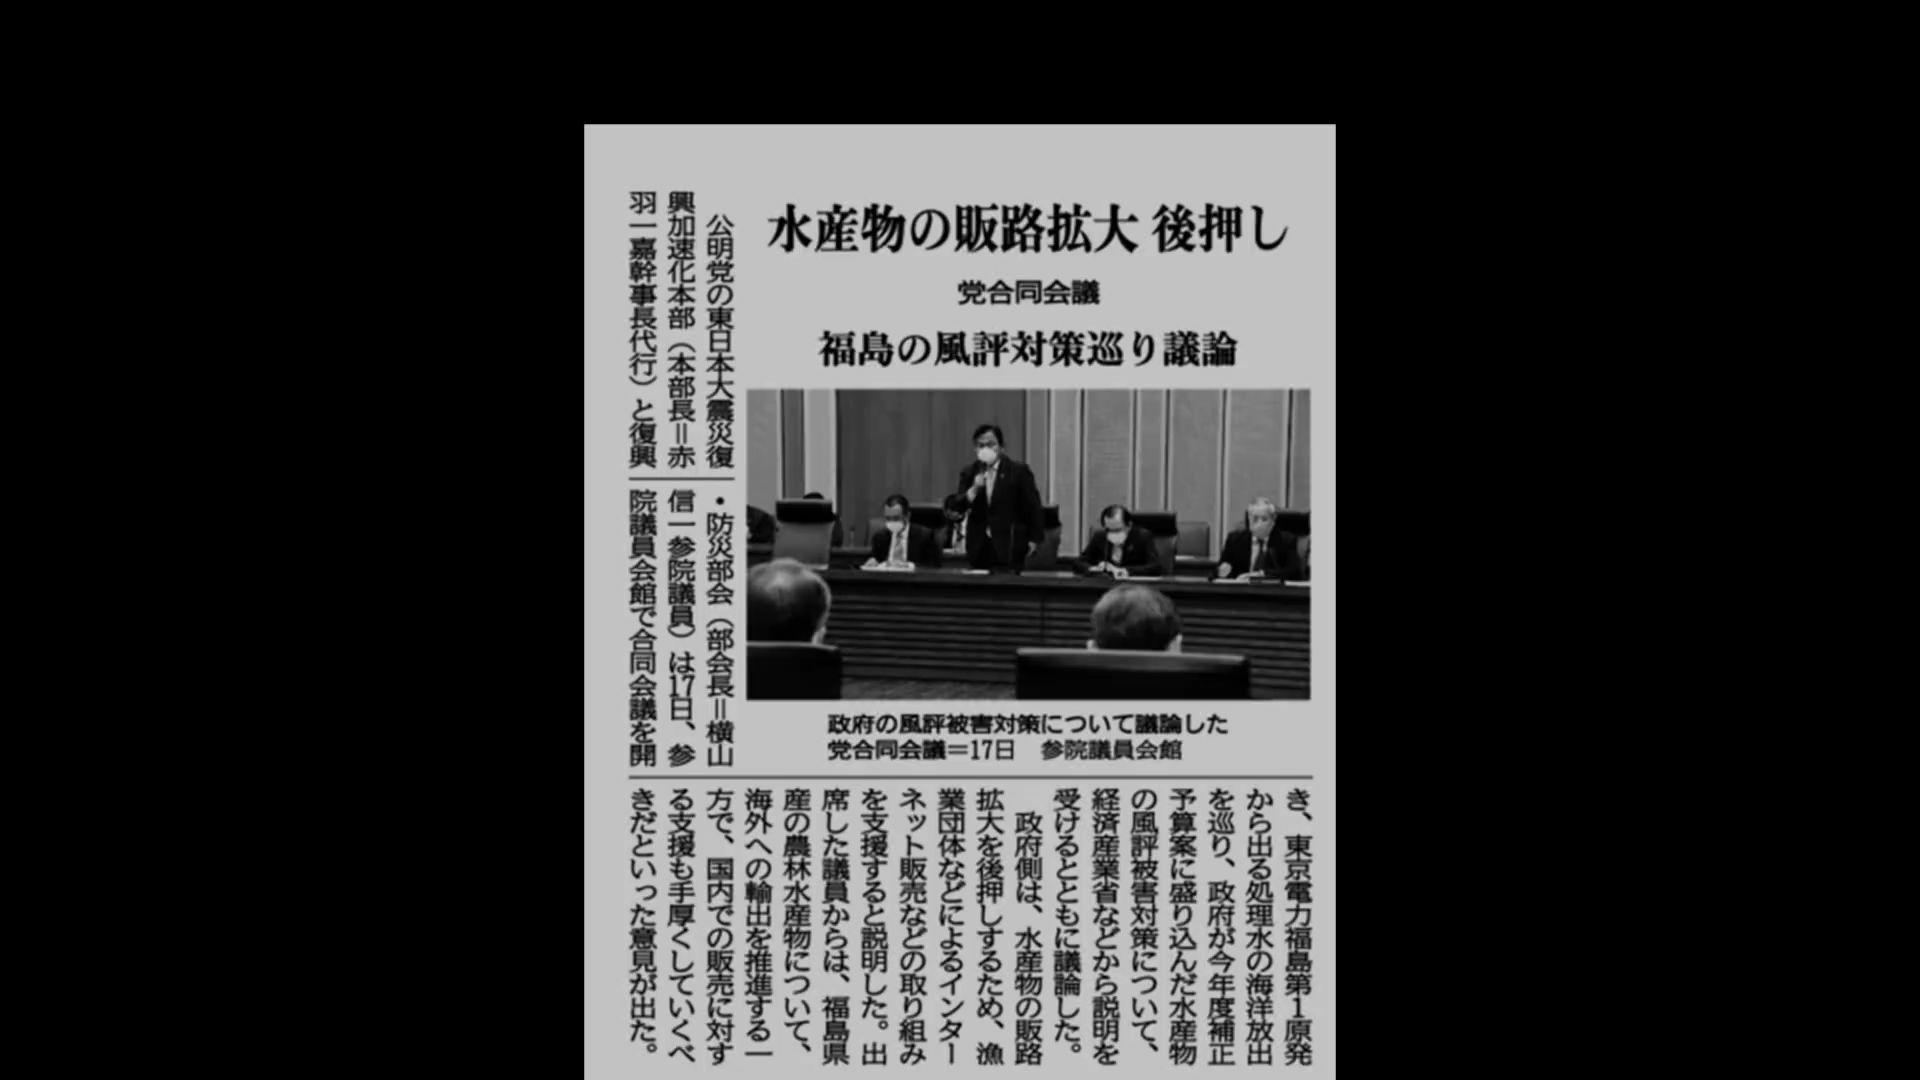 水産物の販路拡大 後押し
党合同会議
福島の風評対策巡り議論
公明党の東日本大震災復
興加速化本部（本部長＝赤
羽一嘉幹事長代行）と復興
・防災部会（部会長＝横山
信一参院議員）は17日、参
院議員会館で合同会議を開
き、東京電力福島第1原発
から出る処理水の海洋放出
を巡り、政府が今年度補正
予算案に盛り込んだ水産物
の風評被害対策について、
経済産業省などから説明を
受けるとともに議論した。
政府側は、水産物の販路
拡大を後押しするため、漁
業団体などによるインター
ネット販売などの取り組み
を支援すると説明した。出
席した議員からは、福島県
産の農林水産物について、
海外への輸出を推進する一
方で、国内での販売に対す
る支援も手厚くしていくべ
きだといった意見が出た。
政府の風評被害対策について議論した
党合同会議＝17日　参院議員会館